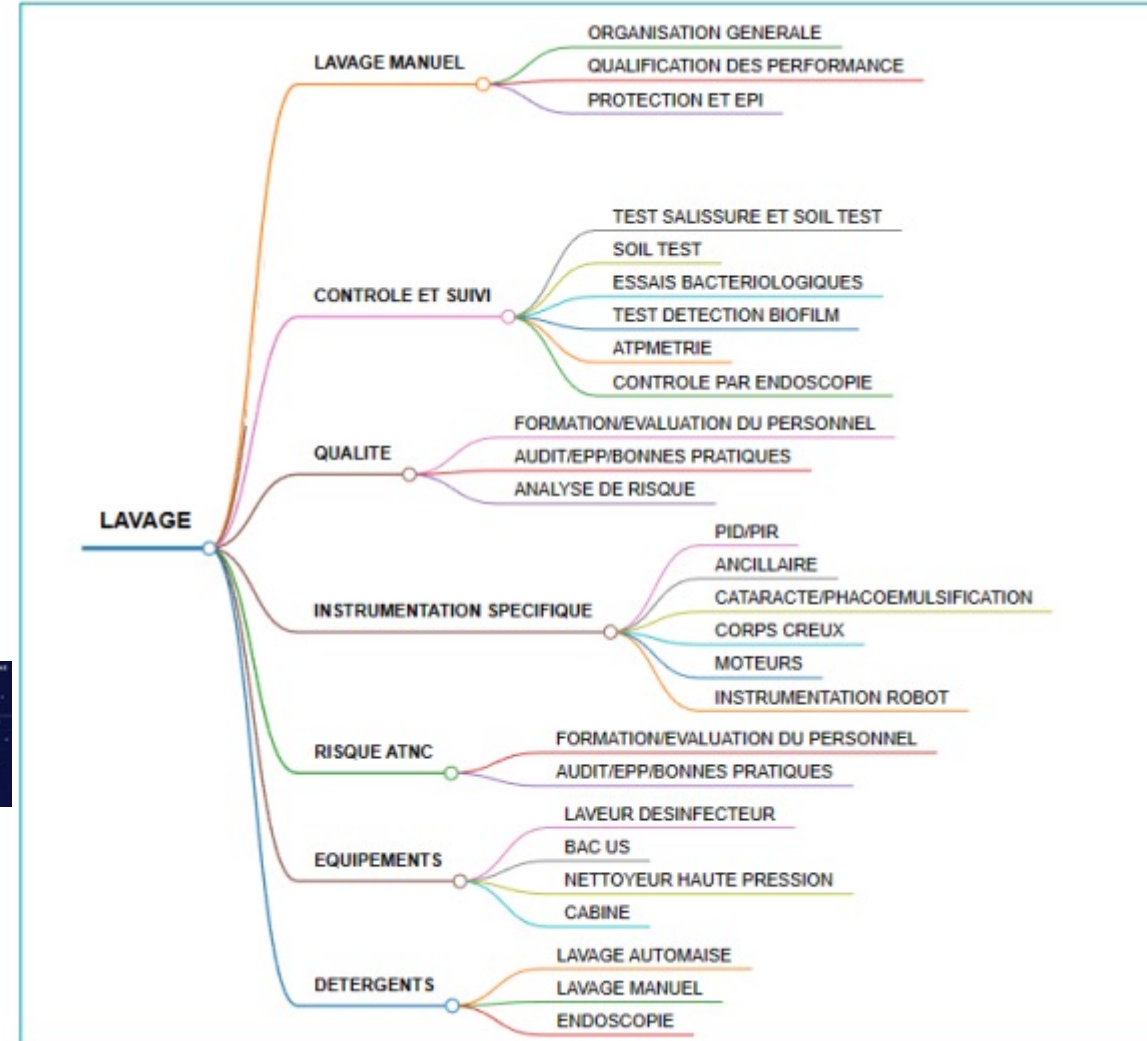 LAVAGE
LAVAGE MANUEL
ORGANISATION GENERALE
QUALIFICATION DES PERFORMANCE
PROTECTION ET EPI
CONTROLE ET SUIVI
TEST SALISSURE ET SOIL TEST
SOIL TEST
ESSAIS BACTERIOLOGIQUES
TEST DETECTION BIOFILM
ATPMETRIE
CONTROLE PAR ENDOSCOPIE
QUALITE
FORMATION/EVALUATION DU PERSONNEL
AUDIT/EPP/BONNES PRATIQUES
ANALYSE DE RISQUE
INSTRUMENTATION SPECIFIQUE
PID/PIR
ANCILLAIRE
CATARACTE/PHACOEMULSIFICATION
CORPS CREUX
MOTEURS
INSTRUMENTATION ROBOT
RISQUE ATNC
FORMATION/EVALUATION DU PERSONNEL
AUDIT/EPP/BONNES PRATIQUES
EQUIPEMENTS
LAVEUR DESINFECTEUR
BAC US
NETTOYEUR HAUTE PRESSION
CABINE
DETERGENTS
LAVAGE AUTOMAISE
LAVAGE MANUEL
ENDOSCOPIE